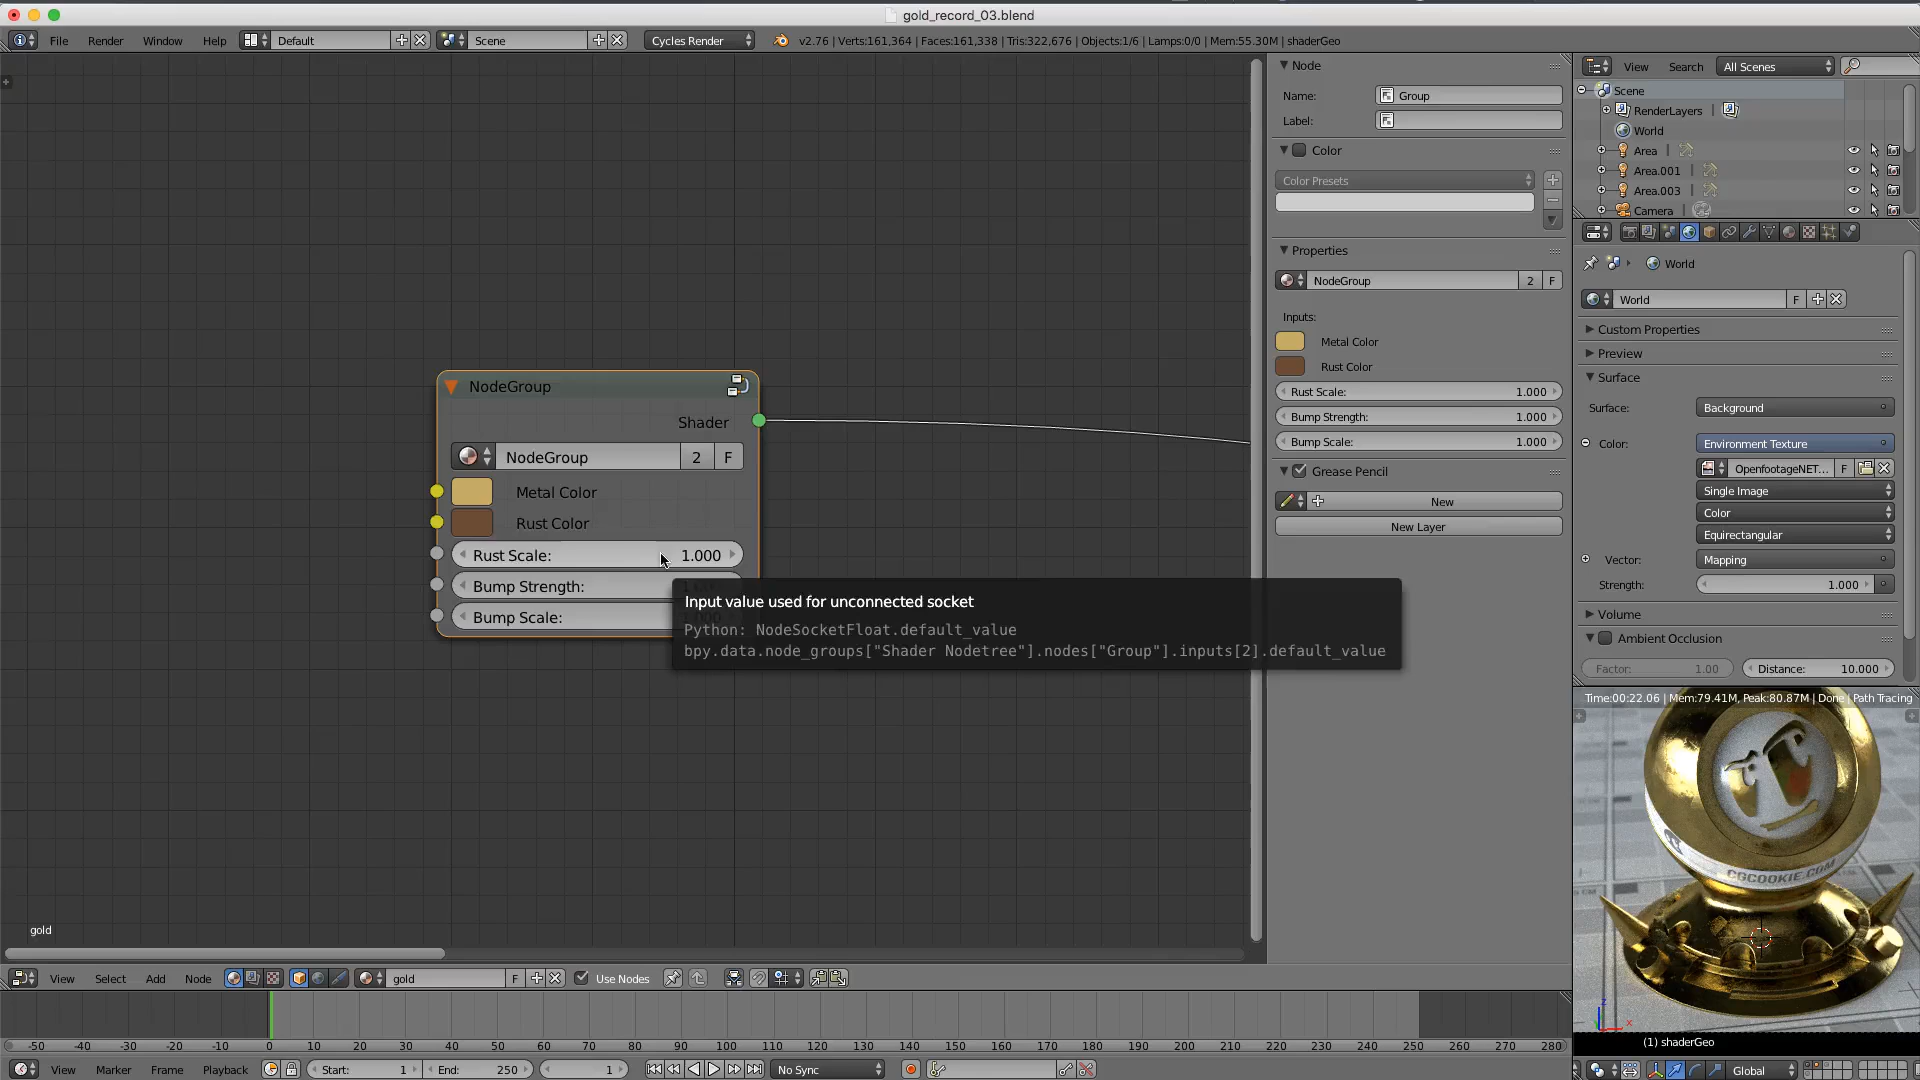 gold_record_03.blend
File Render Window Help Default Scene Cycles Render v2.76 | Verts:161,364 | Faces:161,338 | Tris:322,676 | Objects:1/6 | Lamps:0/0 | Mem:55.30M | shaderGeo
Node
Name: Group
Label:
Color
Color Presets
Properties
NodeGroup 2 F
Inputs:
Metal Color
Rust Color
Rust Scale: 1.000
Bump Strength: 1.000
Bump Scale: 1.000
Grease Pencil
New
New Layer
NodeGroup
Shader
NodeGroup 2 F
Metal Color
Rust Color
Rust Scale: 1.000
Bump Strength:
Bump Scale:
Input value used for unconnected socket
Python: NodeSocketFloat.default_value
bpy.data.node_groups["Shader Nodetree"].nodes["Group"].inputs[2].default_value
gold
View Search All Scenes
Scene
RenderLayers |
World
Area |
Area.001 |
Area.003 |
Camera |
World
World F
Custom Properties
Preview
Surface
Surface: Background
Color: Environment Texture
OpenfootageNET... F
Single Image
Color
Equirectangular
Vector: Mapping
Strength: 1.000
Volume
Ambient Occlusion
Factor: 1.00 Distance: 10.000
Time:00:22.06 | Mem:79.41M, Peak:80.87M | Done | Path Tracing
CGCOOKIE.COM
(1) shaderGeo
Global
View Select Add Node gold F Use Nodes
-50 -40 -30 -20 -10 0 10 20 30 40 50 60 70 80 90 100 110 120 130 140 150 160 170 180 190 200 210 220 230 240 250 260 270 280
View Marker Frame Playback Start: 1 End: 250 1 No Sync